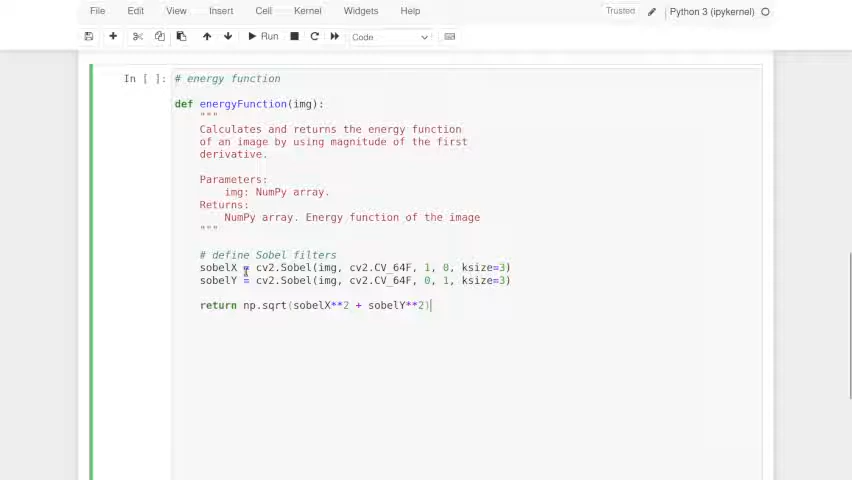 File Edit View Insert Cell Kernel Widgets Help Trusted Python 3 (ipykernel)
Run Code
In [ ]: # energy function
def energyFunction(img):
"""
Calculates and returns the energy function
of an image by using magnitude of the first
derivative.
Parameters:
img: NumPy array.
Returns:
NumPy array. Energy function of the image
"""
# define Sobel filters
sobelX = cv2.Sobel(img, cv2.CV_64F, 1, 0, ksize=3)
sobelY = cv2.Sobel(img, cv2.CV_64F, 0, 1, ksize=3)
return np.sqrt(sobelX**2 + sobelY**2)